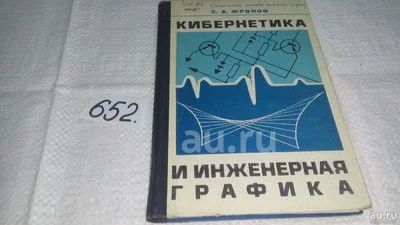 С. А. ФРОЛОВ
КИБЕРНЕТИКА
652.
au.ru
И ИНЖЕНЕРНАЯ
ГРАФИКА
au.ru